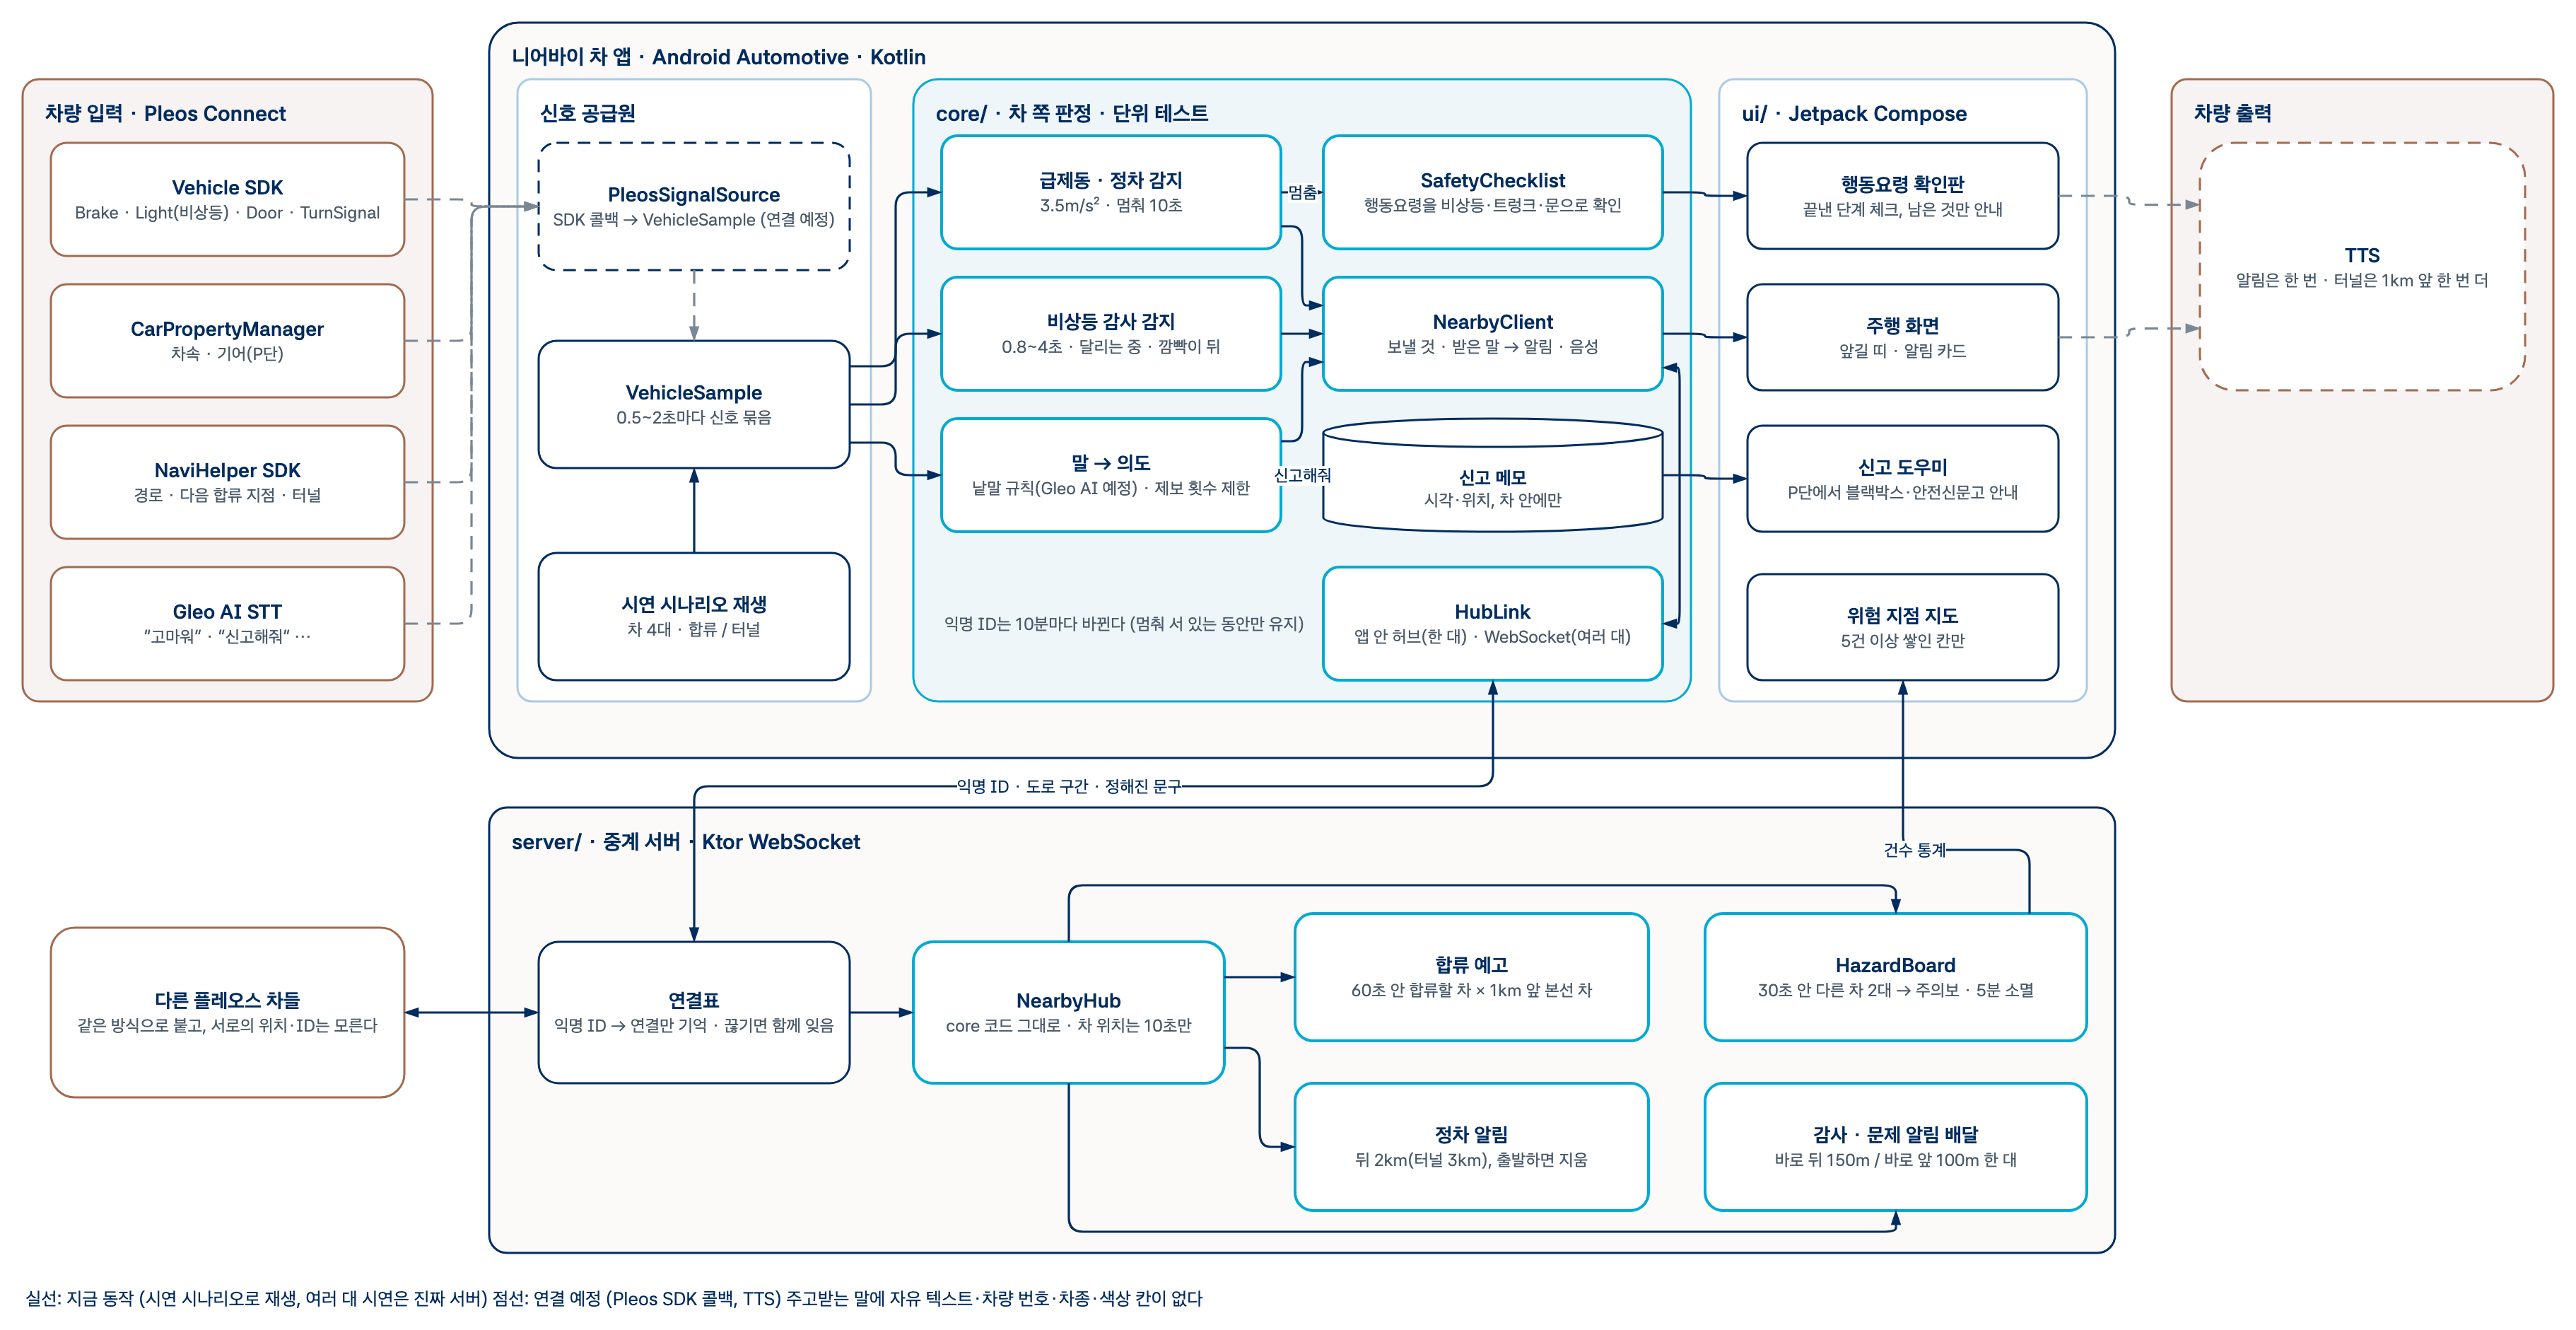 니어바이 차 앱 · Android Automotive · Kotlin
차량 입력 · Pleos Connect
Vehicle SDK
Brake · Light(비상등) · Door · TurnSignal
CarPropertyManager
차속 · 기어(P단)
NaviHelper SDK
경로 · 다음 합류 지점 · 터널
Gleo AI STT
“고마워” · “신고해줘” ···
신호 공급원
PleosSignalSource
SDK 콜백 → VehicleSample (연결 예정)
VehicleSample
0.5~2초마다 신호 묶음
시연 시나리오 재생
차 4대 · 합류 / 터널
core/ · 차 쪽 판정 · 단위 테스트
급제동 · 정차 감지
3.5m/s² · 멈춰 10초
멈춤
SafetyChecklist
행동요령을 비상등·트렁크·문으로 확인
비상등 감사 감지
0.8~4초 · 달리는 중 · 깜빡이 뒤
NearbyClient
보낼 것 · 받은 말 → 알림 · 음성
말 → 의도
낱말 규칙(Gleo AI 예정) · 제보 횟수 제한
신고해줘
신고 메모
시각·위치, 차 안에만
익명 ID는 10분마다 바뀐다 (멈춰 서 있는 동안만 유지)
HubLink
앱 안 허브(한 대) · WebSocket(여러 대)
ui/ · Jetpack Compose
행동요령 확인판
끝낸 단계 체크, 남은 것만 안내
주행 화면
앞길 띠 · 알림 카드
신고 도우미
P단에서 블랙박스·안전신문고 안내
위험 지점 지도
5건 이상 쌓인 칸만
차량 출력
TTS
알림은 한 번 · 터널은 1km 앞 한 번 더
익명 ID · 도로 구간 · 정해진 문구
server/ · 중계 서버 · Ktor WebSocket
건수 통계
다른 플레오스 차들
같은 방식으로 붙고, 서로의 위치·ID는 모른다
연결표
익명 ID → 연결만 기억 · 끊기면 함께 잊음
NearbyHub
core 코드 그대로 · 차 위치는 10초만
합류 예고
60초 안 합류할 차 × 1km 앞 본선 차
HazardBoard
30초 안 다른 차 2대 → 주의보 · 5분 소멸
정차 알림
뒤 2km(터널 3km), 출발하면 지움
감사 · 문제 알림 배달
바로 뒤 150m / 바로 앞 100m 한 대
실선: 지금 동작 (시연 시나리오로 재생, 여러 대 시연은 진짜 서버) 점선: 연결 예정 (Pleos SDK 콜백, TTS) 주고받는 말에 자유 텍스트·차량 번호·차종·색상 칸이 없다